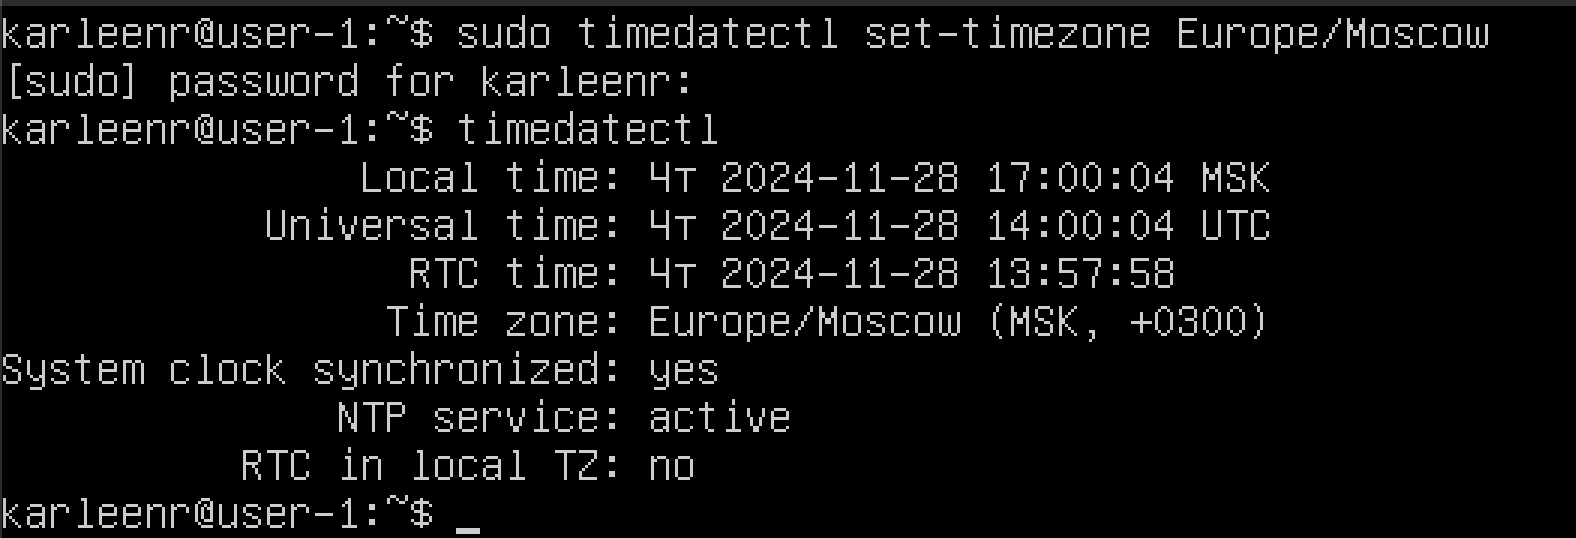 karleenr@user-1:~$ sudo timedatectl set-timezone Europe/Moscow
[sudo] password for karleenr:
karleenr@user-1:~$ timedatectl
Local time: Чт 2024-11-28 17:00:04 MSK
Universal time: Чт 2024-11-28 14:00:04 UTC
RTC time: Чт 2024-11-28 13:57:58
Time zone: Europe/Moscow (MSK, +0300)
System clock synchronized: yes
NTP service: active
RTC in local TZ: no
karleenr@user-1:~$ _